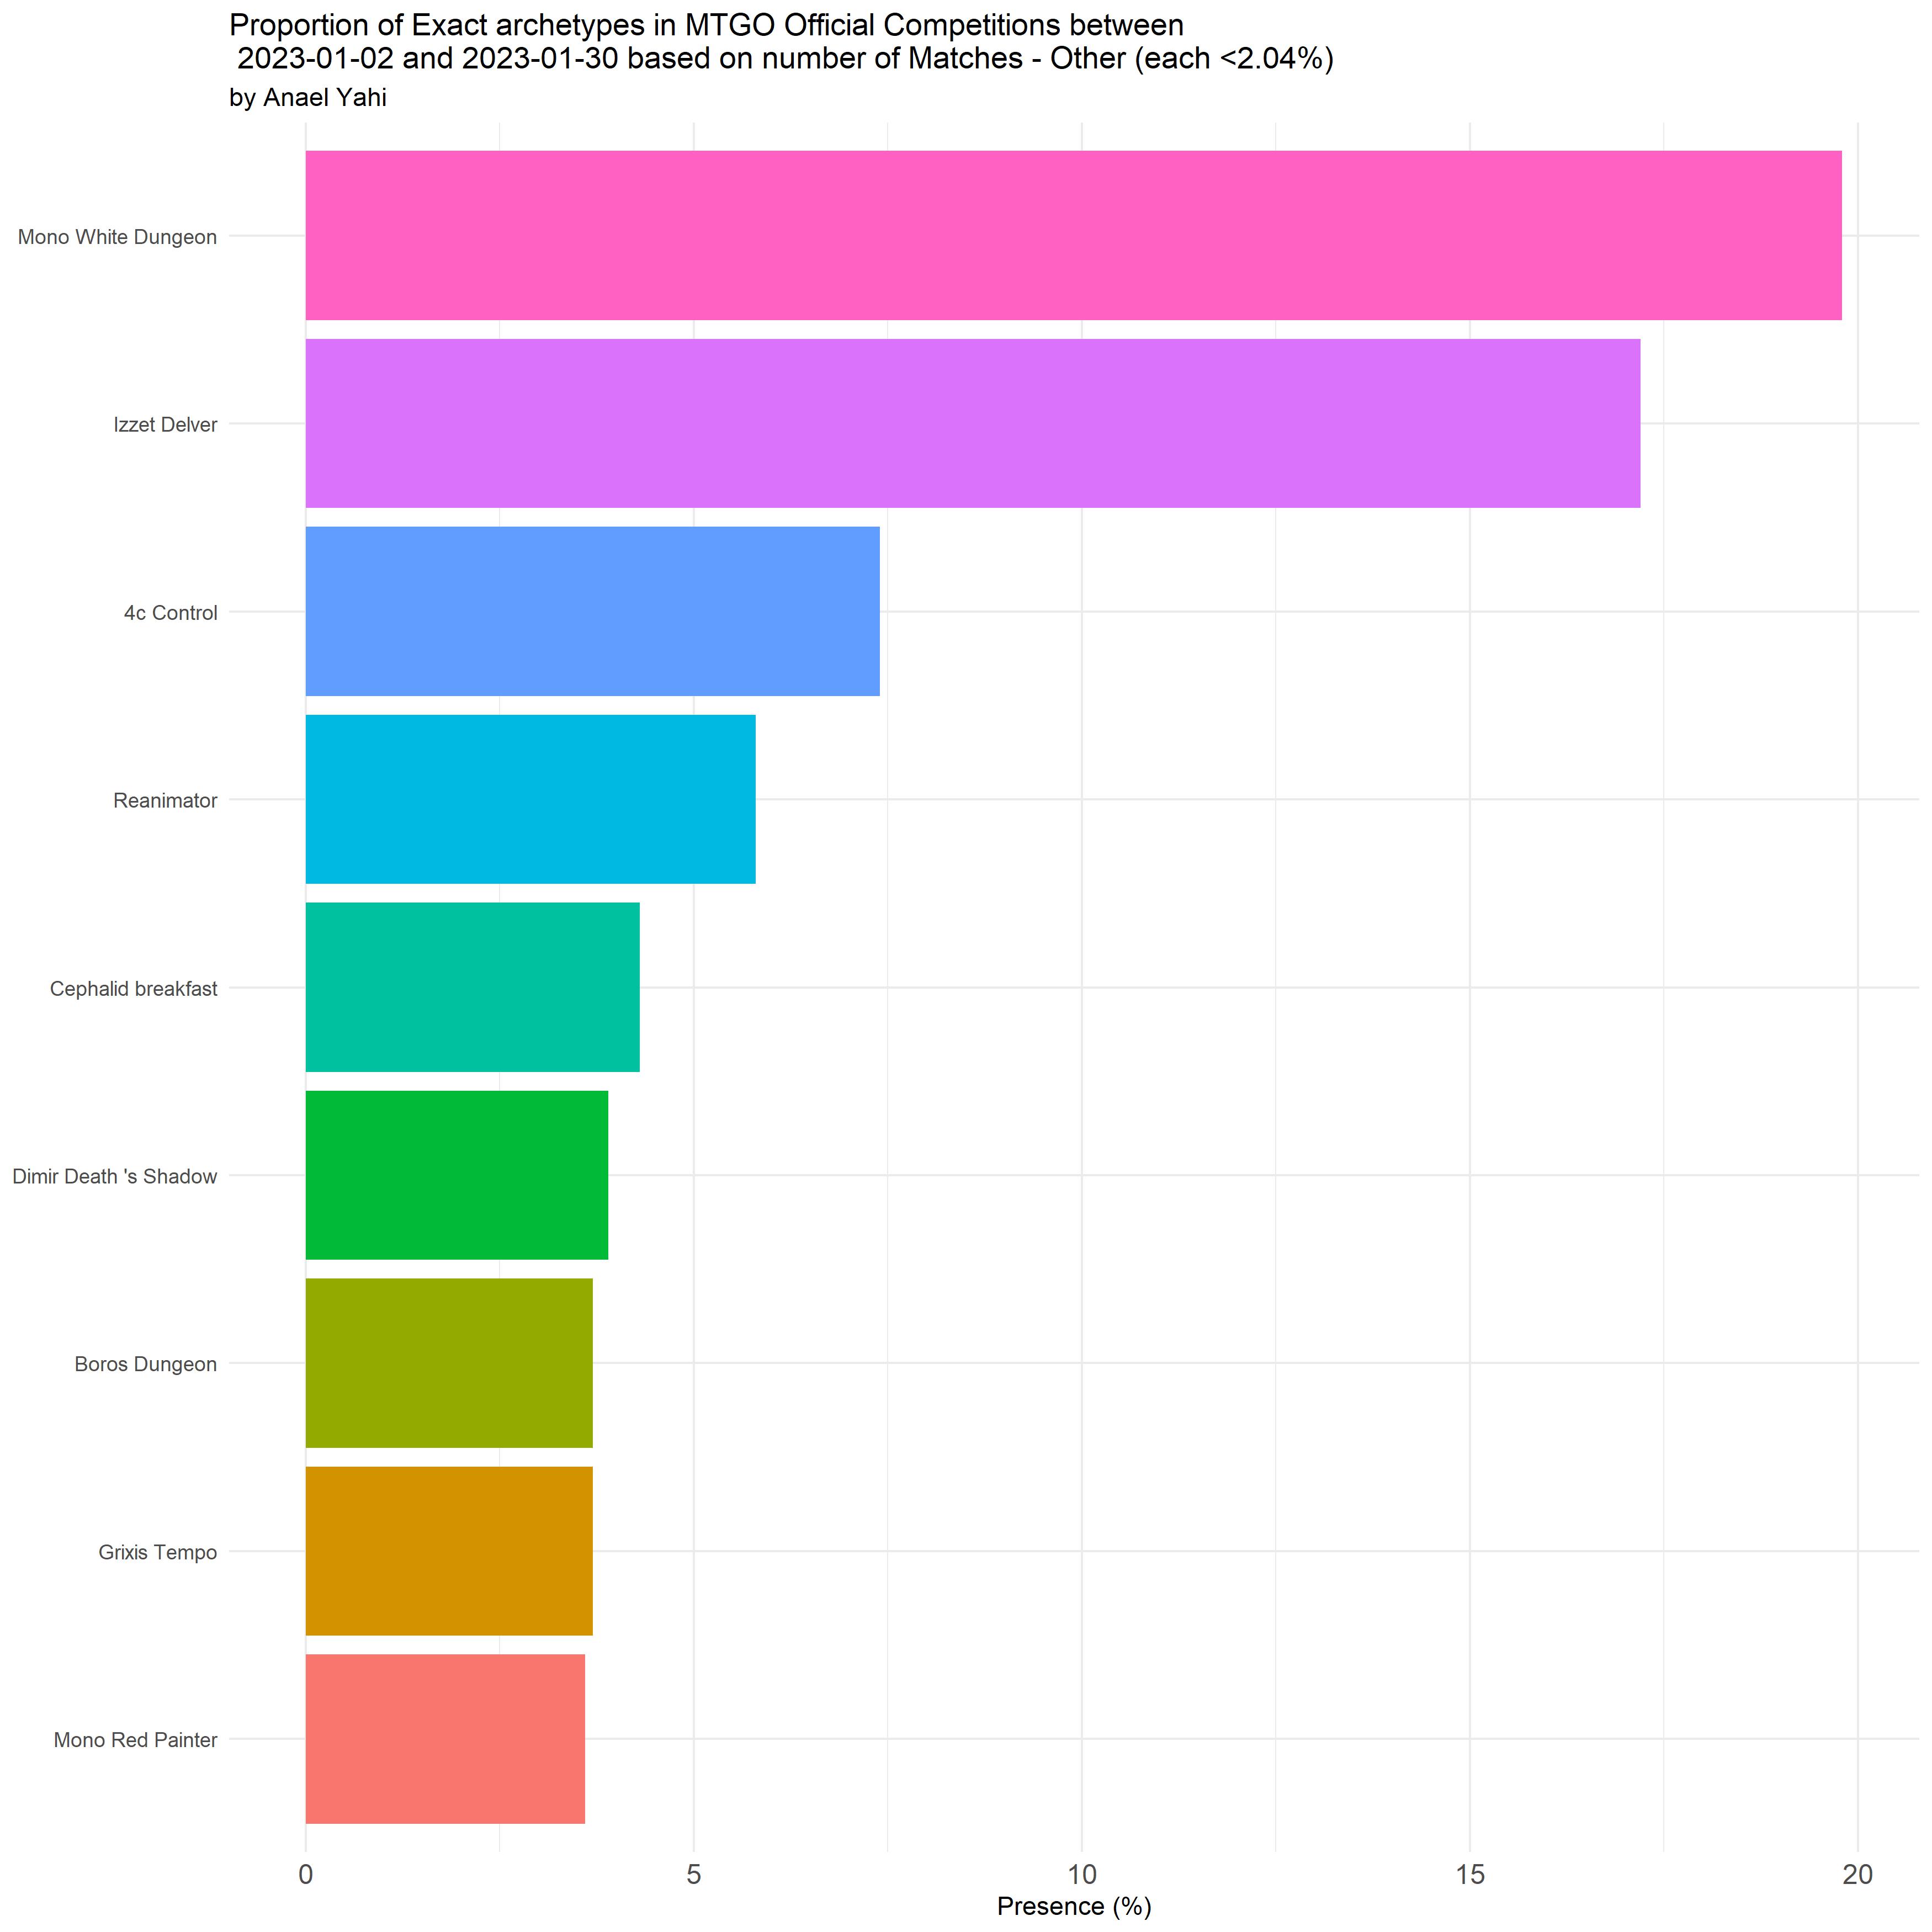 Proportion of Exact archetypes in MTGO Official Competitions between
2023-01-02 and 2023-01-30 based on number of Matches - Other (each <2.04%)
by Anael Yahi
Mono White Dungeon
Izzet Delver
4c Control
Reanimator
Cephalid breakfast
Dimir Death 's Shadow
Boros Dungeon
Grixis Tempo
Mono Red Painter
0 5 10 15 20
Presence (%)